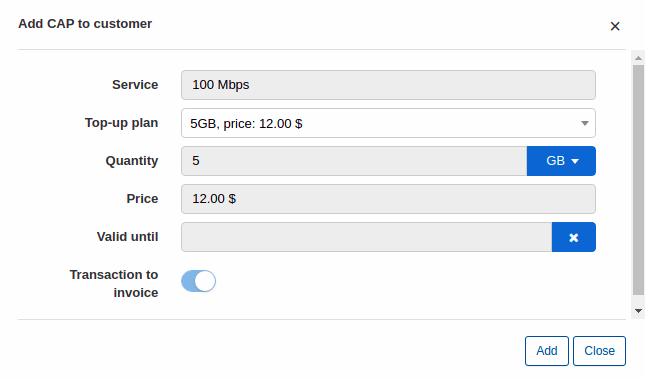 Add CAP to customer
Service 100 Mbps
Top-up plan 5GB, price: 12.00 $
Quantity 5 GB
Price 12.00 $
Valid until
Transaction to
invoice
Add Close